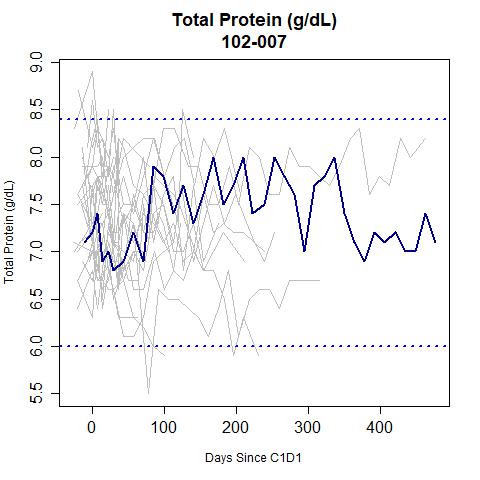 Total Protein (g/dL)
102-007
Total Protein (g/dL)
9.0
8.5
8.0
7.5
7.0
6.5
6.0
5.5
0 100 200 300 400
Days Since C1D1